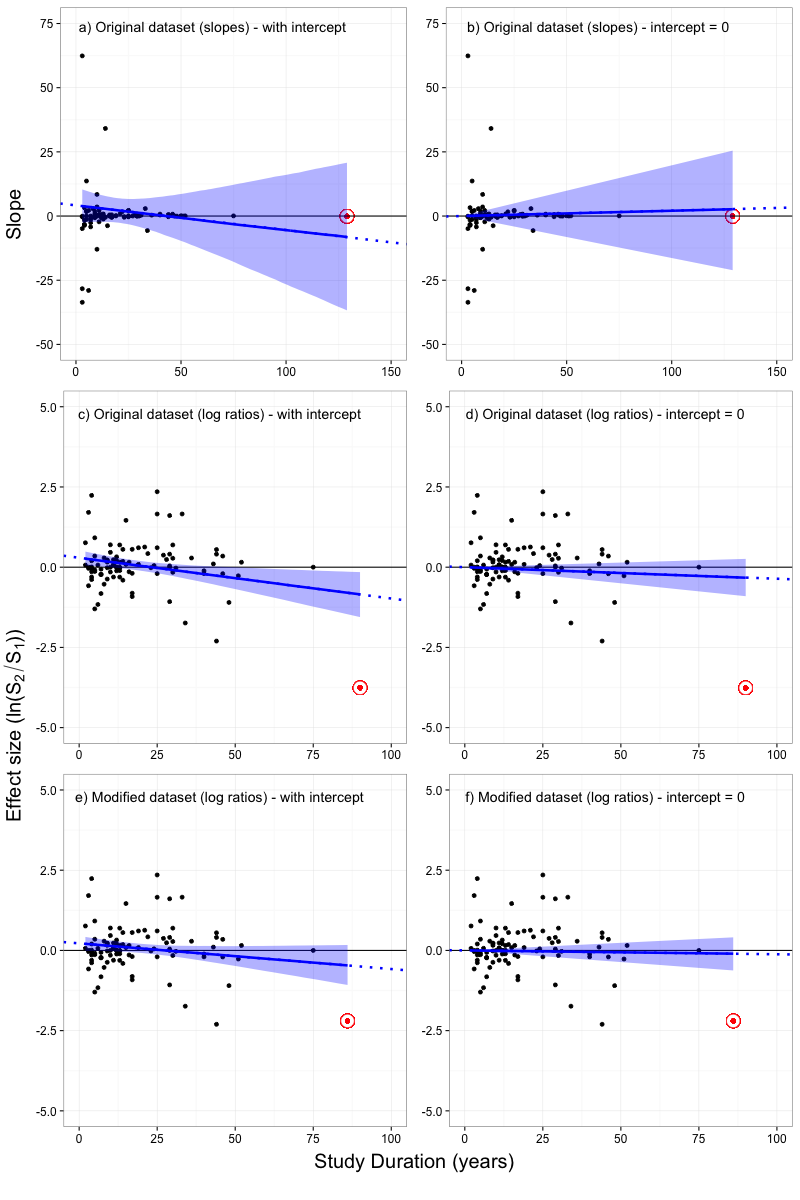 a) Original dataset (slopes) - with intercept
b) Original dataset (slopes) - intercept = 0
75
50
25
0
-25
-50
75
50
25
0
-25
-50
Slope
0 50 100 150
0 50 100 150
c) Original dataset (log ratios) - with intercept
d) Original dataset (log ratios) - intercept = 0
5.0
2.5
0.0
-2.5
-5.0
5.0
2.5
0.0
-2.5
-5.0
0 25 50 75 100
0 25 50 75 100
Effect size (ln(S2/S1))
e) Modified dataset (log ratios) - with intercept
f) Modified dataset (log ratios) - intercept = 0
5.0
2.5
0.0
-2.5
-5.0
5.0
2.5
0.0
-2.5
-5.0
0 25 50 75 100
0 25 50 75 100
Study Duration (years)